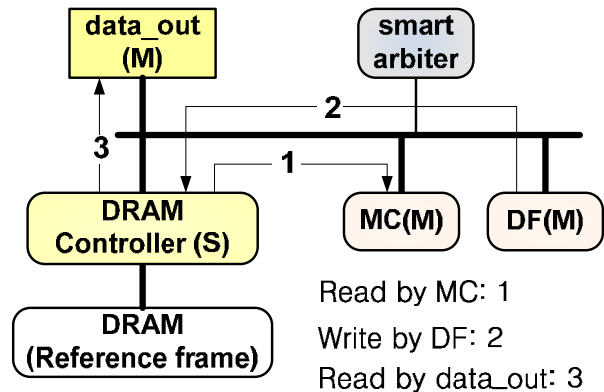 data_out
(M)
smart
arbiter
2
3
1
DRAM
Controller (S)
MC(M)
DF(M)
DRAM
(Reference frame)
Read by MC: 1
Write by DF: 2
Read by data_out: 3